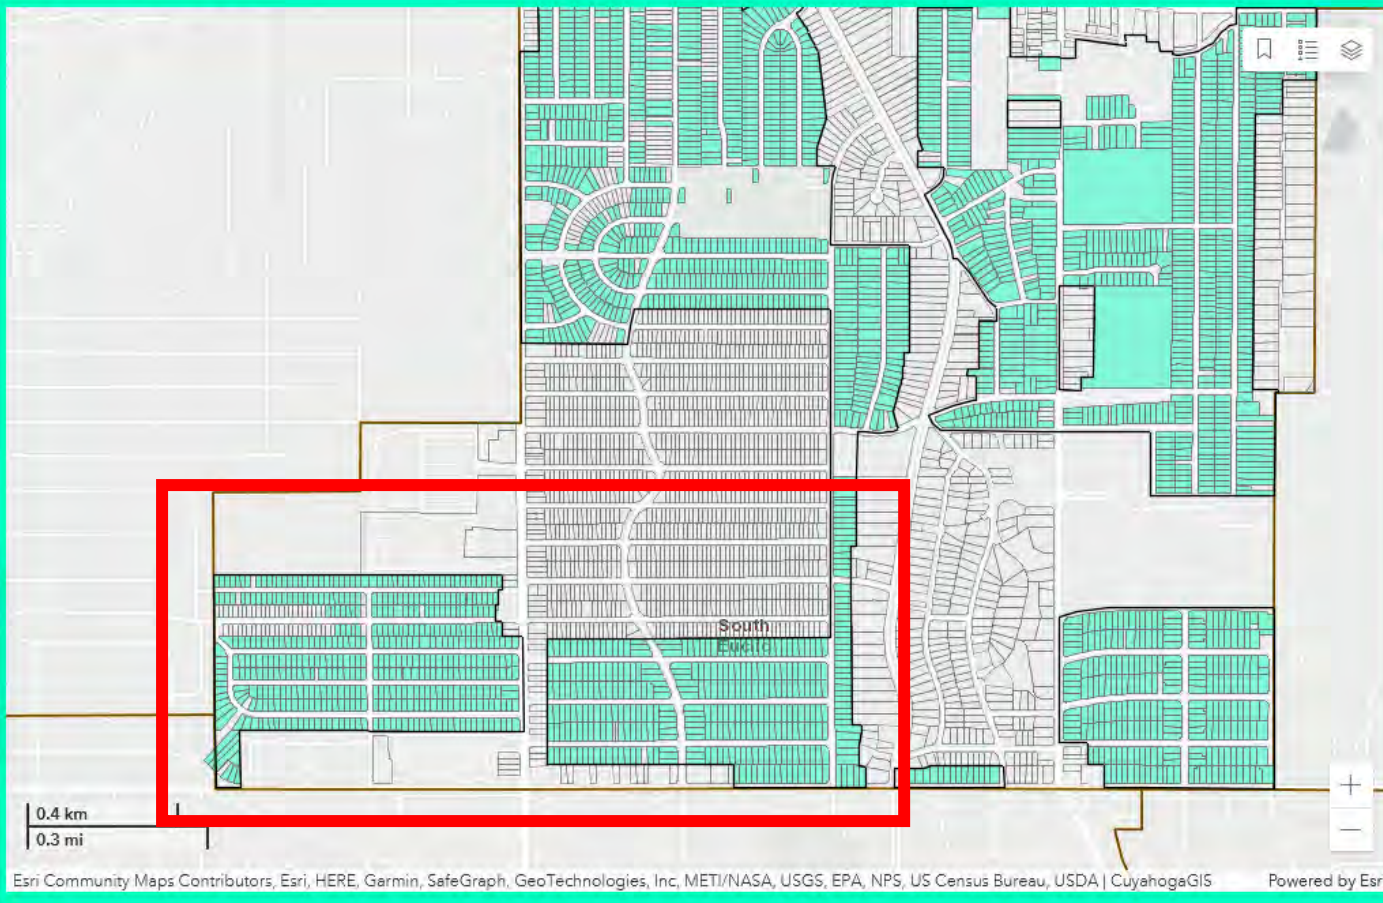 South
Euclid
0.4 km
0.3 mi
Esri Community Maps Contributors, Esri, HERE, Garmin, SafeGraph, GeoTechnologies, Inc, METI/NASA, USGS, EPA, NPS, US Census Bureau, USDA | CuyahogaGIS
Powered by Esr